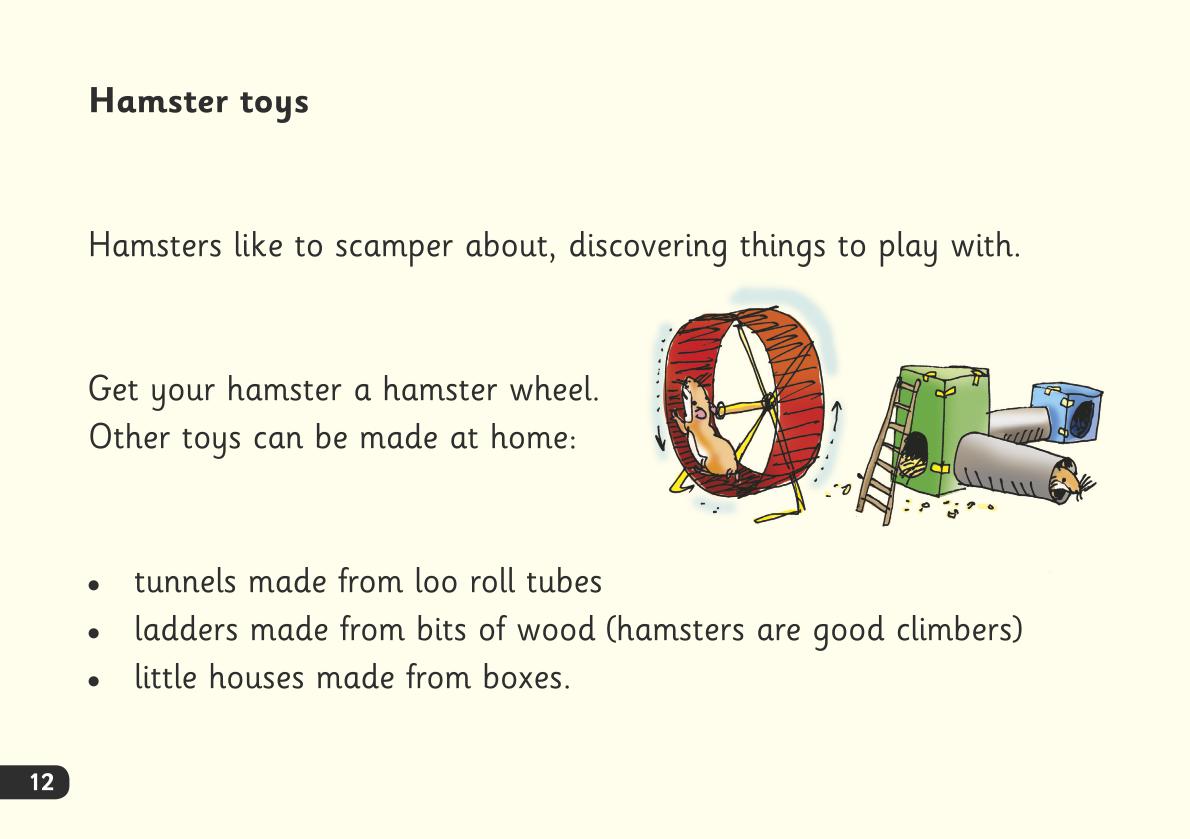 Hamster toys
Hamsters like to scamper about, discovering things to play with.
Get your hamster a hamster wheel.
Other toys can be made at home:
• tunnels made from loo roll tubes
• ladders made from bits of wood (hamsters are good climbers)
• little houses made from boxes.
12